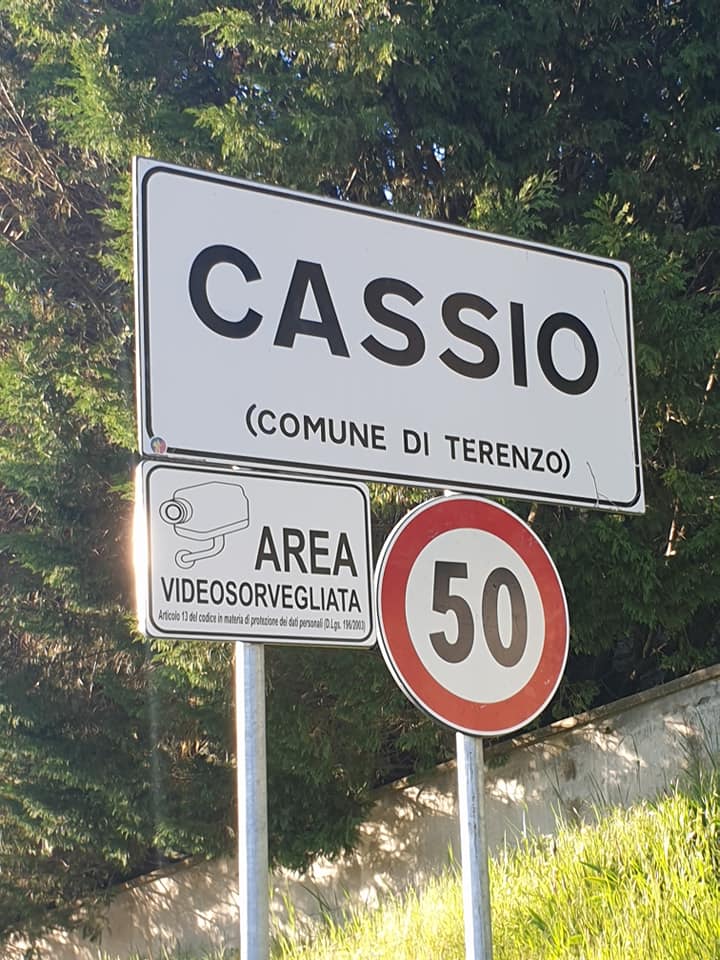 CASSIO
(COMUNE DI TERENZO)
AREA
VIDEOSORVEGLIATA
Articolo 13 del codice in materia di protezione dei dati personali (D.Lgs. 196/2003)
50